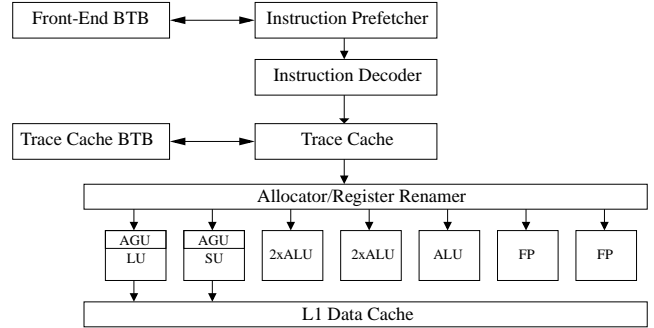 Front-End BTB Instruction Prefetcher
Instruction Decoder
Trace Cache BTB Trace Cache
Allocator/Register Renamer
AGU AGU
LU SU 2xALU 2xALU ALU FP FP
L1 Data Cache